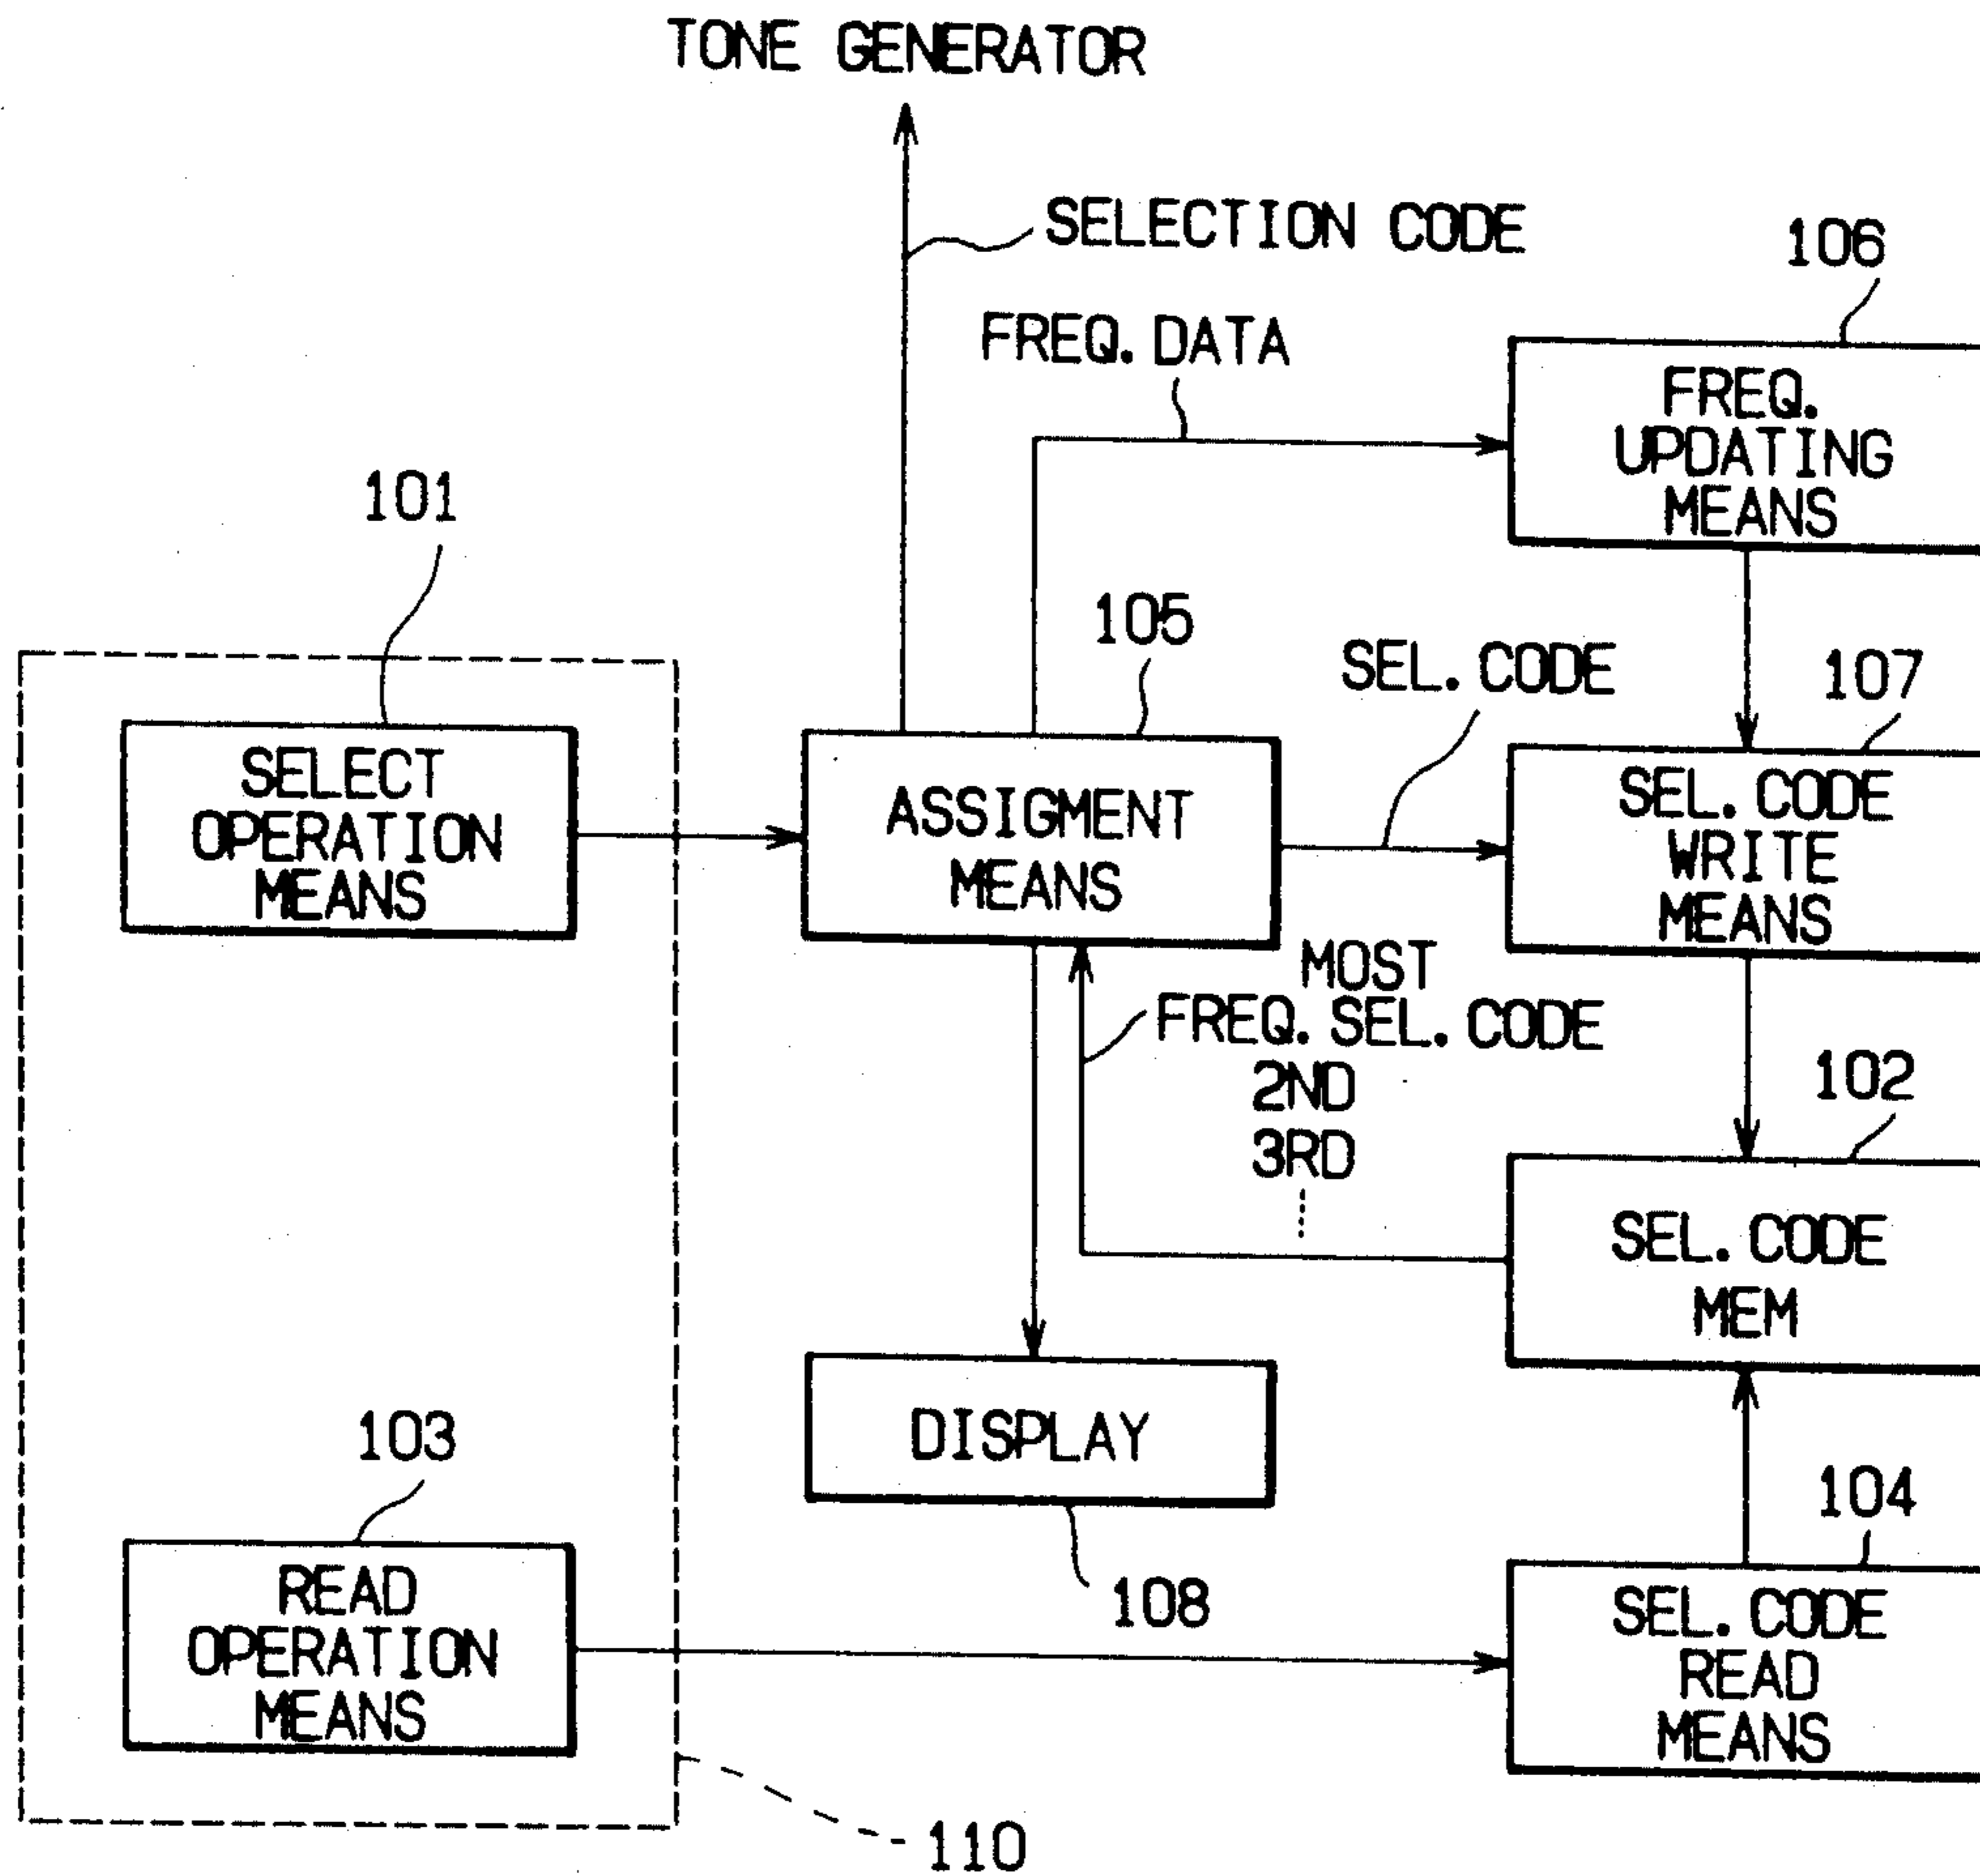 TONE GENERATOR
SELECTION CODE
106
FREQ. DATA
FREQ.
UPDATING
MEANS
101
105
SEL. CODE
107
SELECT
OPERATION
MEANS
ASSIGMENT
MEANS
SEL. CODE
WRITE
MEANS
MOST
FREQ. SEL. CODE
2ND
3RD
102
SEL. CODE
MEM
103
DISPLAY
104
READ
OPERATION
MEANS
108
SEL. CODE
READ
MEANS
110